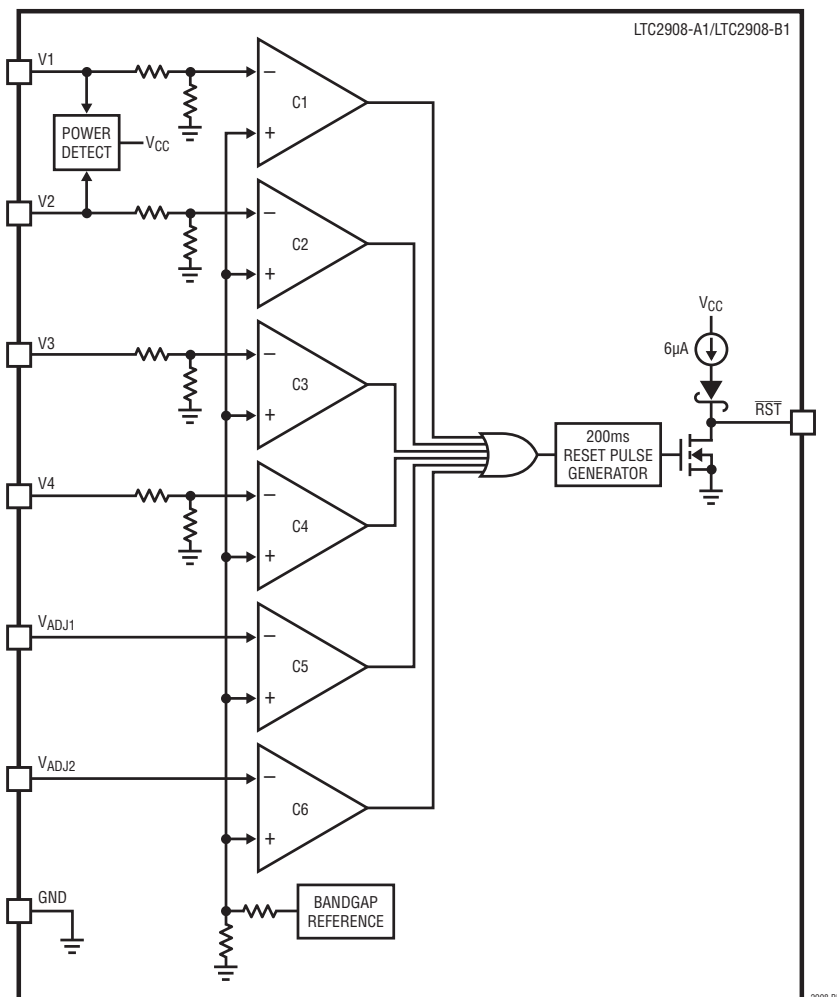 LTC2908-A1/LTC2908-B1
V1
–
C1
+
POWER
DETECT
VCC
V2
–
C2
+
V3
–
C3
+
V4
–
C4
+
VADJ1
–
C5
+
VADJ2
–
C6
+
GND
BANDGAP
REFERENCE
200ms
RESET PULSE
GENERATOR
VCC
6µA
RST